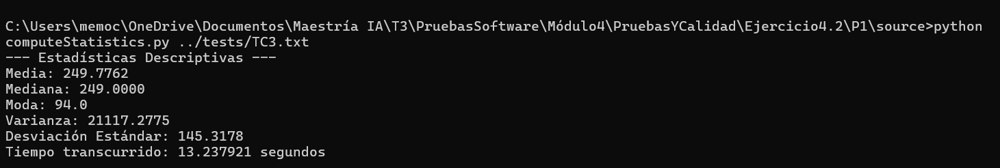 C:\Users\memoc\OneDrive\Documentos\Maestría IA\T3\PruebasSoftware\Módulo4\PruebasYCalidad\Ejercicio4.2\P1\source>python
computeStatistics.py ../tests/TC3.txt
--- Estadísticas Descriptivas ---
Media: 249.7762
Mediana: 249.0000
Moda: 94.0
Varianza: 21117.2775
Desviación Estándar: 145.3178
Tiempo transcurrido: 13.237921 segundos